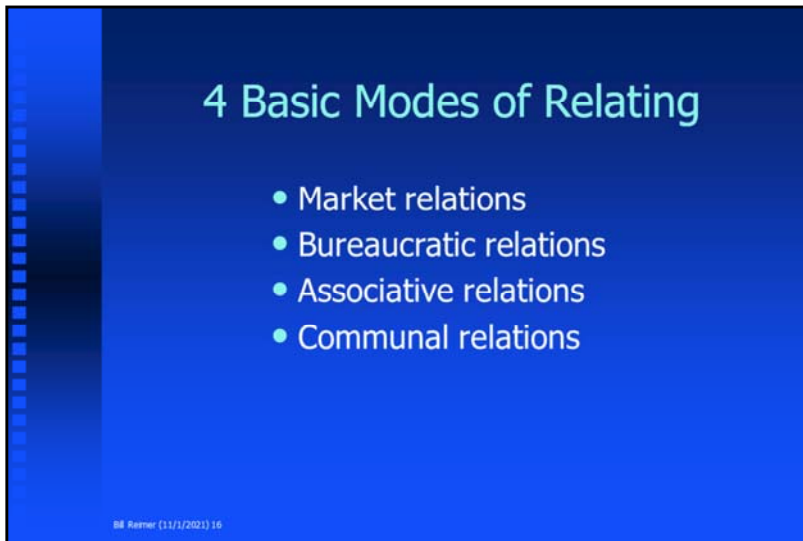 4 Basic Modes of Relating
• Market relations
• Bureaucratic relations
• Associative relations
• Communal relations
Bill Reimer (11/1/2021) 16